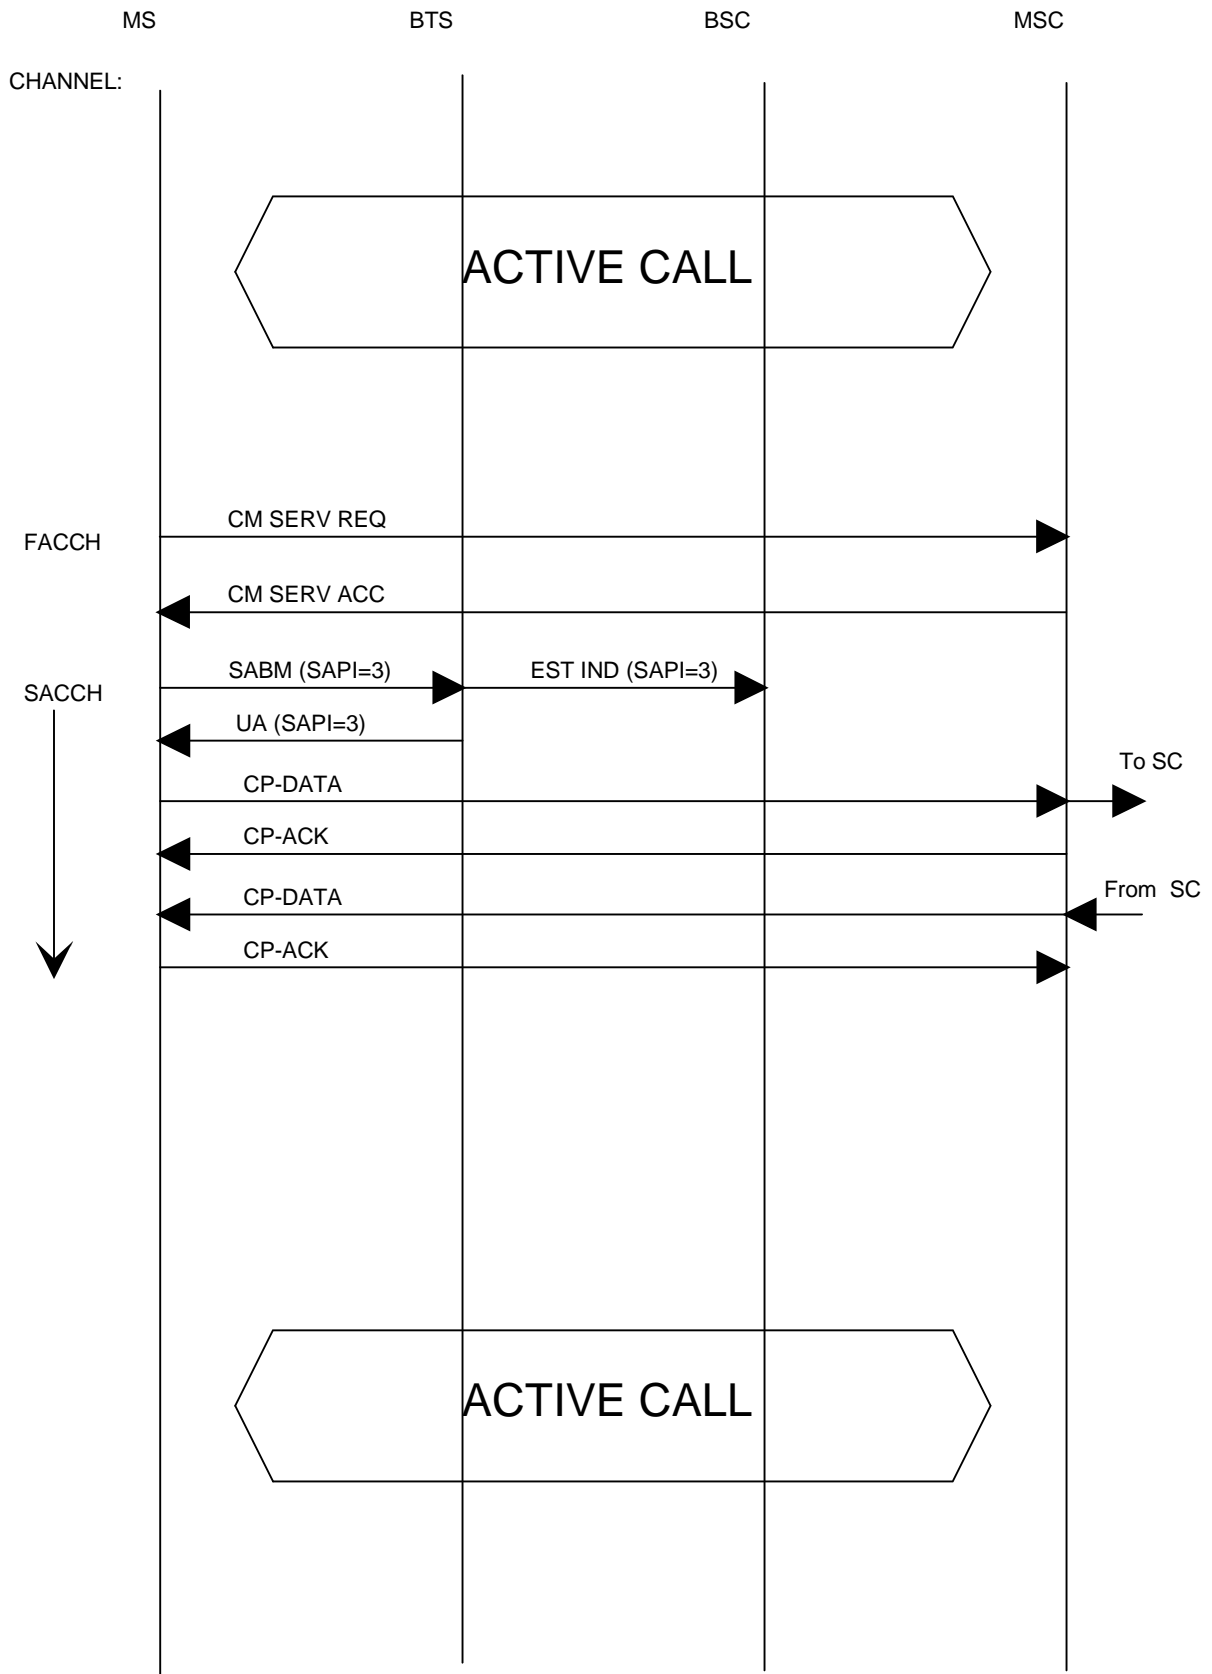 MS BTS BSC MSC
CHANNEL:
ACTIVE CALL
CM SERV REQ
FACCH
CM SERV ACC
SABM (SAPI=3) EST IND (SAPI=3)
SACCH
UA (SAPI=3)
To SC
CP-DATA
CP-ACK
From SC
CP-DATA
CP-ACK
ACTIVE CALL